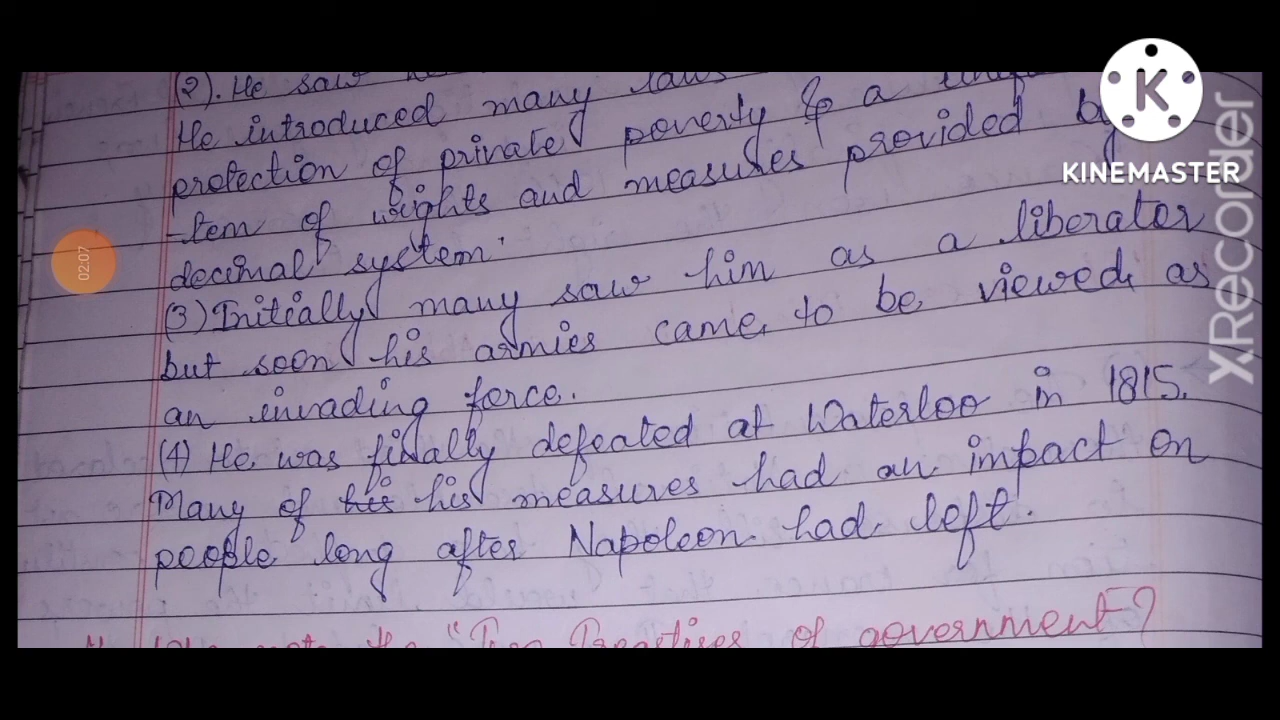 (2). He saw
He introduced many laws
protection of private poverty & a
-tem of weights and measures provided by
decimal system.
(3) Initially many saw him as a liberator
but soon his armies came to be viewed as
an invading force.
(4) He was finally defeated at Waterloo in 1815.
Many of his his measures had an impact on
people long after Napoleon had left.
the "Two Treatises of government"?
02:07
KINEMASTER
XRecorder